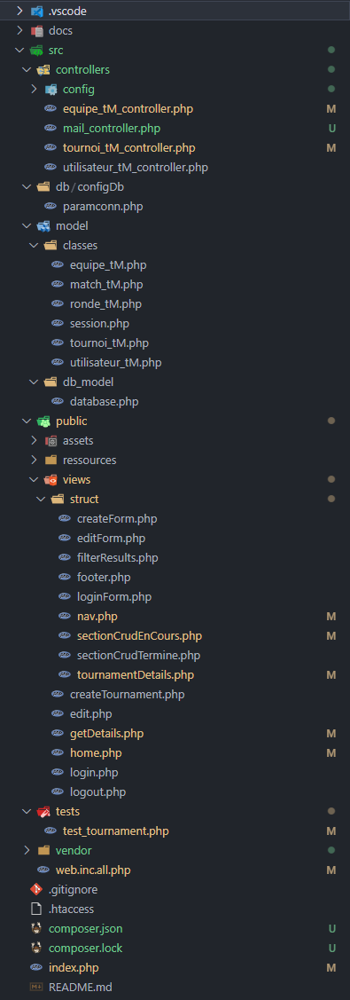 .vscode
docs
src
controllers
config
equipe_tM_controller.php M
mail_controller.php U
tournoi_tM_controller.php M
utilisateur_tM_controller.php
db/configDb
paramconn.php
model
classes
equipe_tM.php
match_tM.php
ronde_tM.php
session.php
tournoi_tM.php
utilisateur_tM.php
db_model
database.php
public
assets
ressources
views
struct
createForm.php
editForm.php
filterResults.php
footer.php
loginForm.php
nav.php M
sectionCrudEnCours.php M
sectionCrudTermine.php
tournamentDetails.php M
createTournament.php
edit.php
getDetails.php M
home.php M
login.php
logout.php
tests
test_tournament.php M
vendor
web.inc.all.php M
.gitignore
.htaccess
composer.json U
composer.lock U
index.php M
README.md